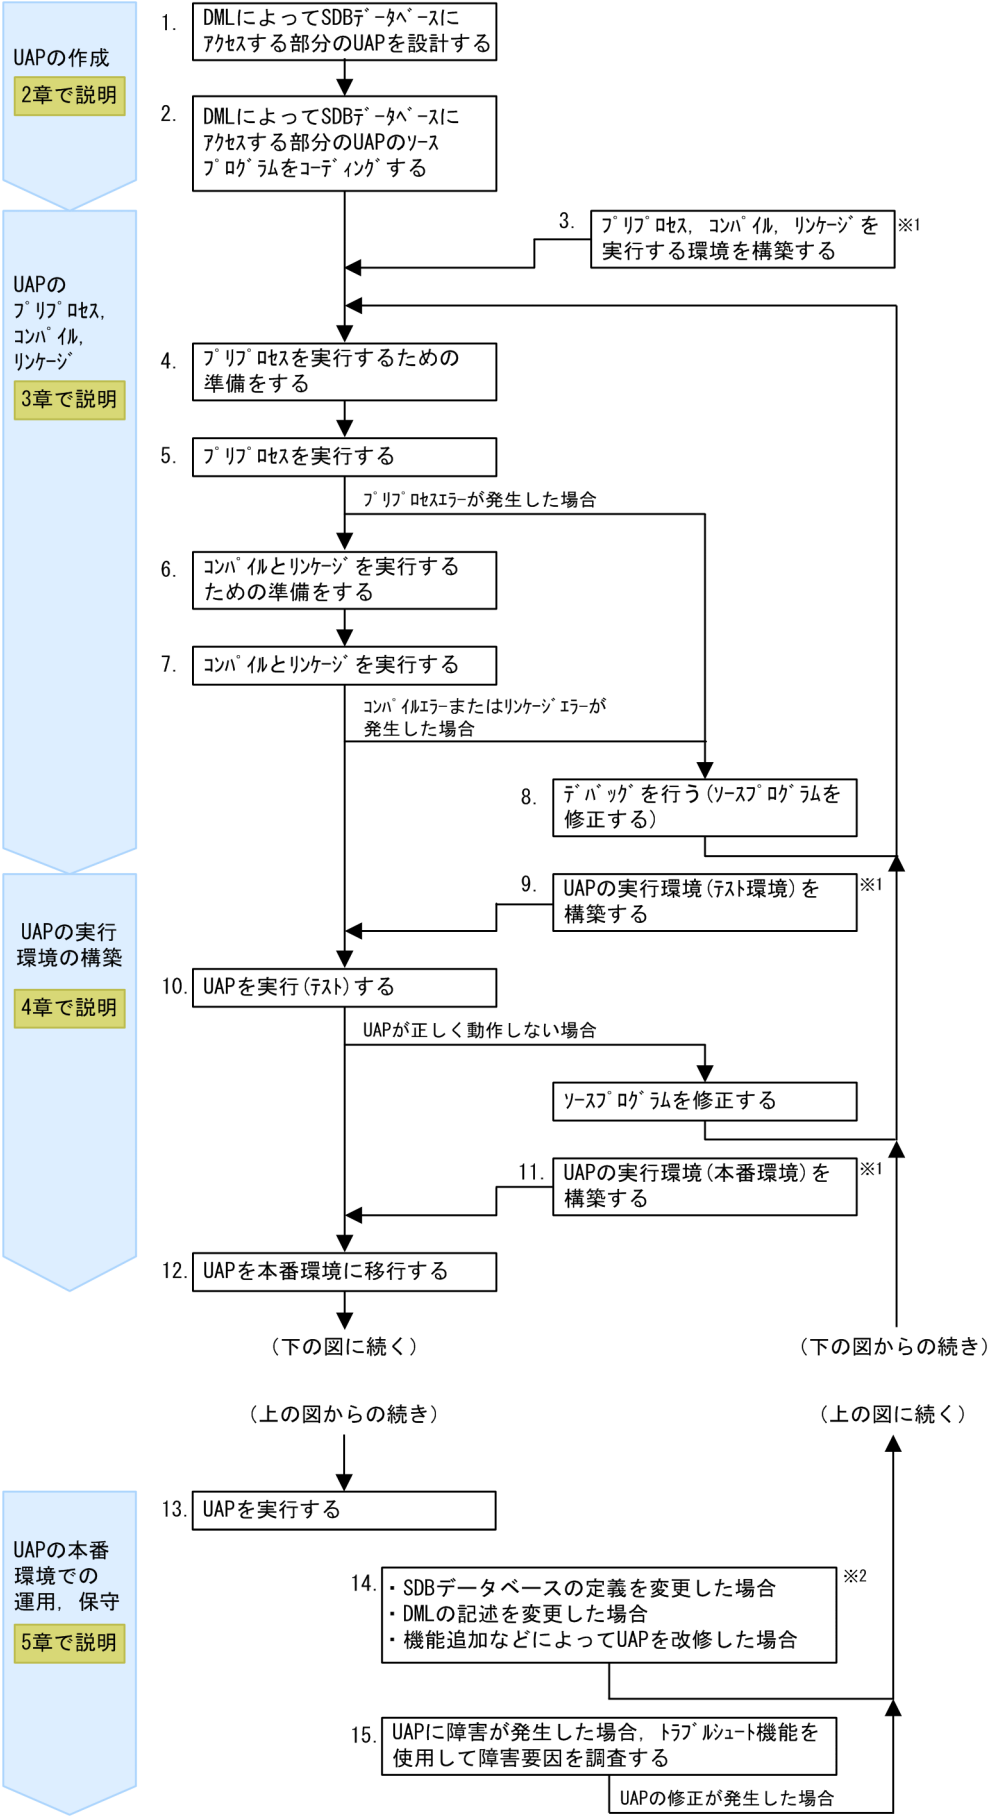 UAPの作成
2章で説明
1. DMLによってSDBﾃﾞｰﾀﾍﾞｰｽに
ｱｸｾｽする部分のUAPを設計する
2. DMLによってSDBﾃﾞｰﾀﾍﾞｰｽに
ｱｸｾｽする部分のUAPのｿｰｽ
ﾌﾟﾛｸﾞﾗﾑをｺｰﾃﾞｨﾝｸﾞする
UAPの
ﾌﾟﾘﾌﾟﾛｾｽ,
ｺﾝﾊﾟｲﾙ,
ﾘﾝｹｰｼﾞ
3章で説明
3. ﾌﾟﾘﾌﾟﾛｾｽ, ｺﾝﾊﾟｲﾙ, ﾘﾝｹｰｼﾞを ※1
実行する環境を構築する
4. ﾌﾟﾘﾌﾟﾛｾｽを実行するための
準備をする
5. ﾌﾟﾘﾌﾟﾛｾｽを実行する
ﾌﾟﾘﾌﾟﾛｾｽｴﾗｰが発生した場合
6. ｺﾝﾊﾟｲﾙとﾘﾝｹｰｼﾞを実行する
ための準備をする
7. ｺﾝﾊﾟｲﾙとﾘﾝｹｰｼﾞを実行する
ｺﾝﾊﾟｲﾙｴﾗｰまたはﾘﾝｹｰｼﾞｴﾗｰが
発生した場合
8. ﾃﾞﾊﾞｯｸﾞを行う(ｿｰｽﾌﾟﾛｸﾞﾗﾑを
修正する)
UAPの実行
環境の構築
4章で説明
9. UAPの実行環境(ﾃｽﾄ環境)を ※1
構築する
10. UAPを実行(ﾃｽﾄ)する
UAPが正しく動作しない場合
ｿｰｽﾌﾟﾛｸﾞﾗﾑを修正する
11. UAPの実行環境(本番環境)を ※1
構築する
12. UAPを本番環境に移行する
(下の図に続く)
(下の図からの続き)
(上の図からの続き)
(上の図に続く)
UAPの本番
環境での
運用, 保守
5章で説明
13. UAPを実行する
14. ・SDBデータベースの定義を変更した場合 ※2
・DMLの記述を変更した場合
・機能追加などによってUAPを改修した場合
15. UAPに障害が発生した場合, ﾄﾗﾌﾞﾙｼｭｰﾄ機能を
使用して障害要因を調査する
UAPの修正が発生した場合